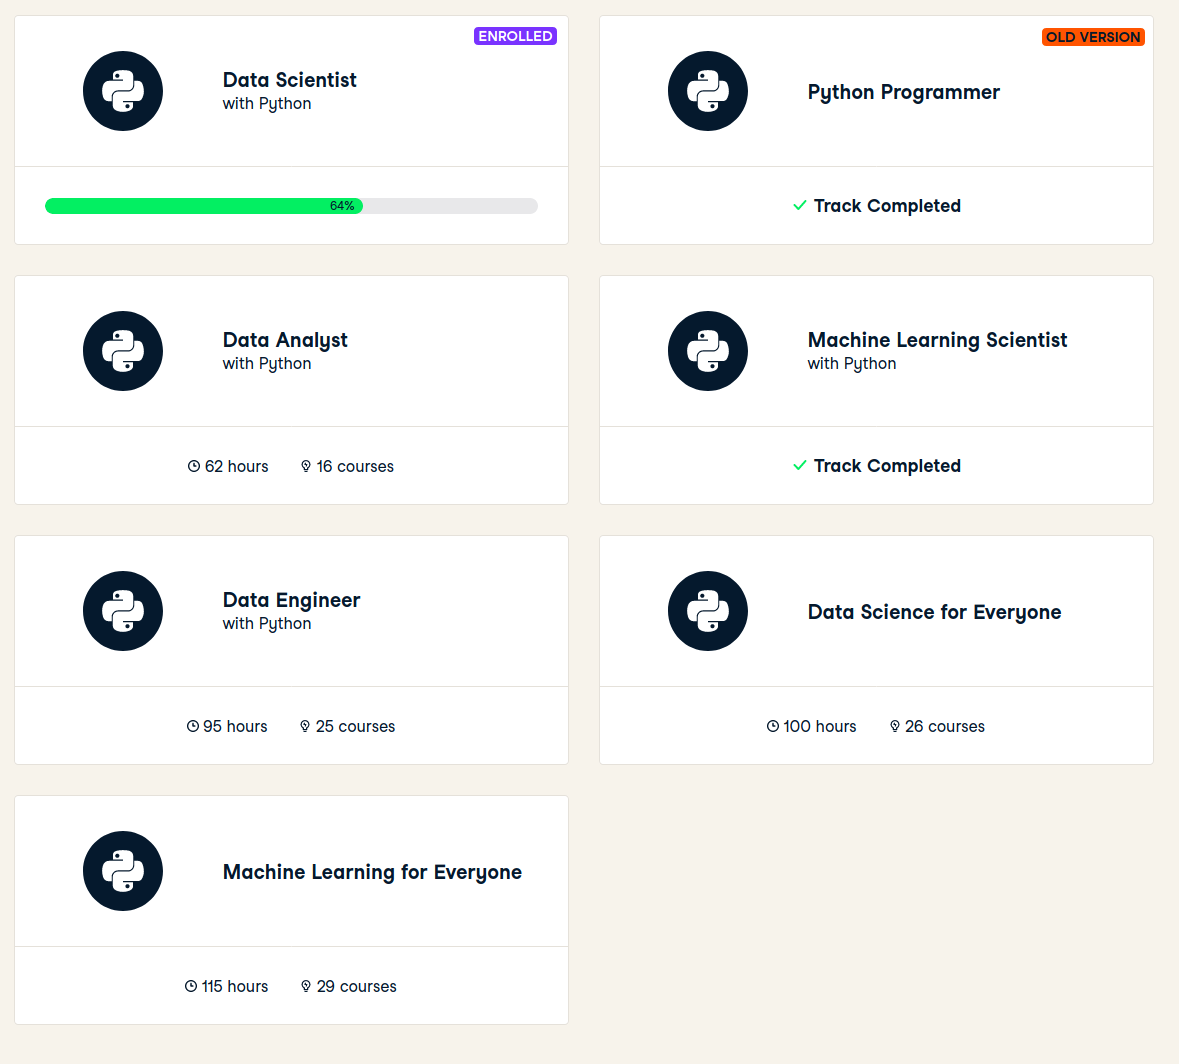 ENROLLED
Data Scientist
with Python
64%
OLD VERSION
Python Programmer
Track Completed
Data Analyst
with Python
62 hours 16 courses
Machine Learning Scientist
with Python
Track Completed
Data Engineer
with Python
95 hours 25 courses
Data Science for Everyone
100 hours 26 courses
Machine Learning for Everyone
115 hours 29 courses